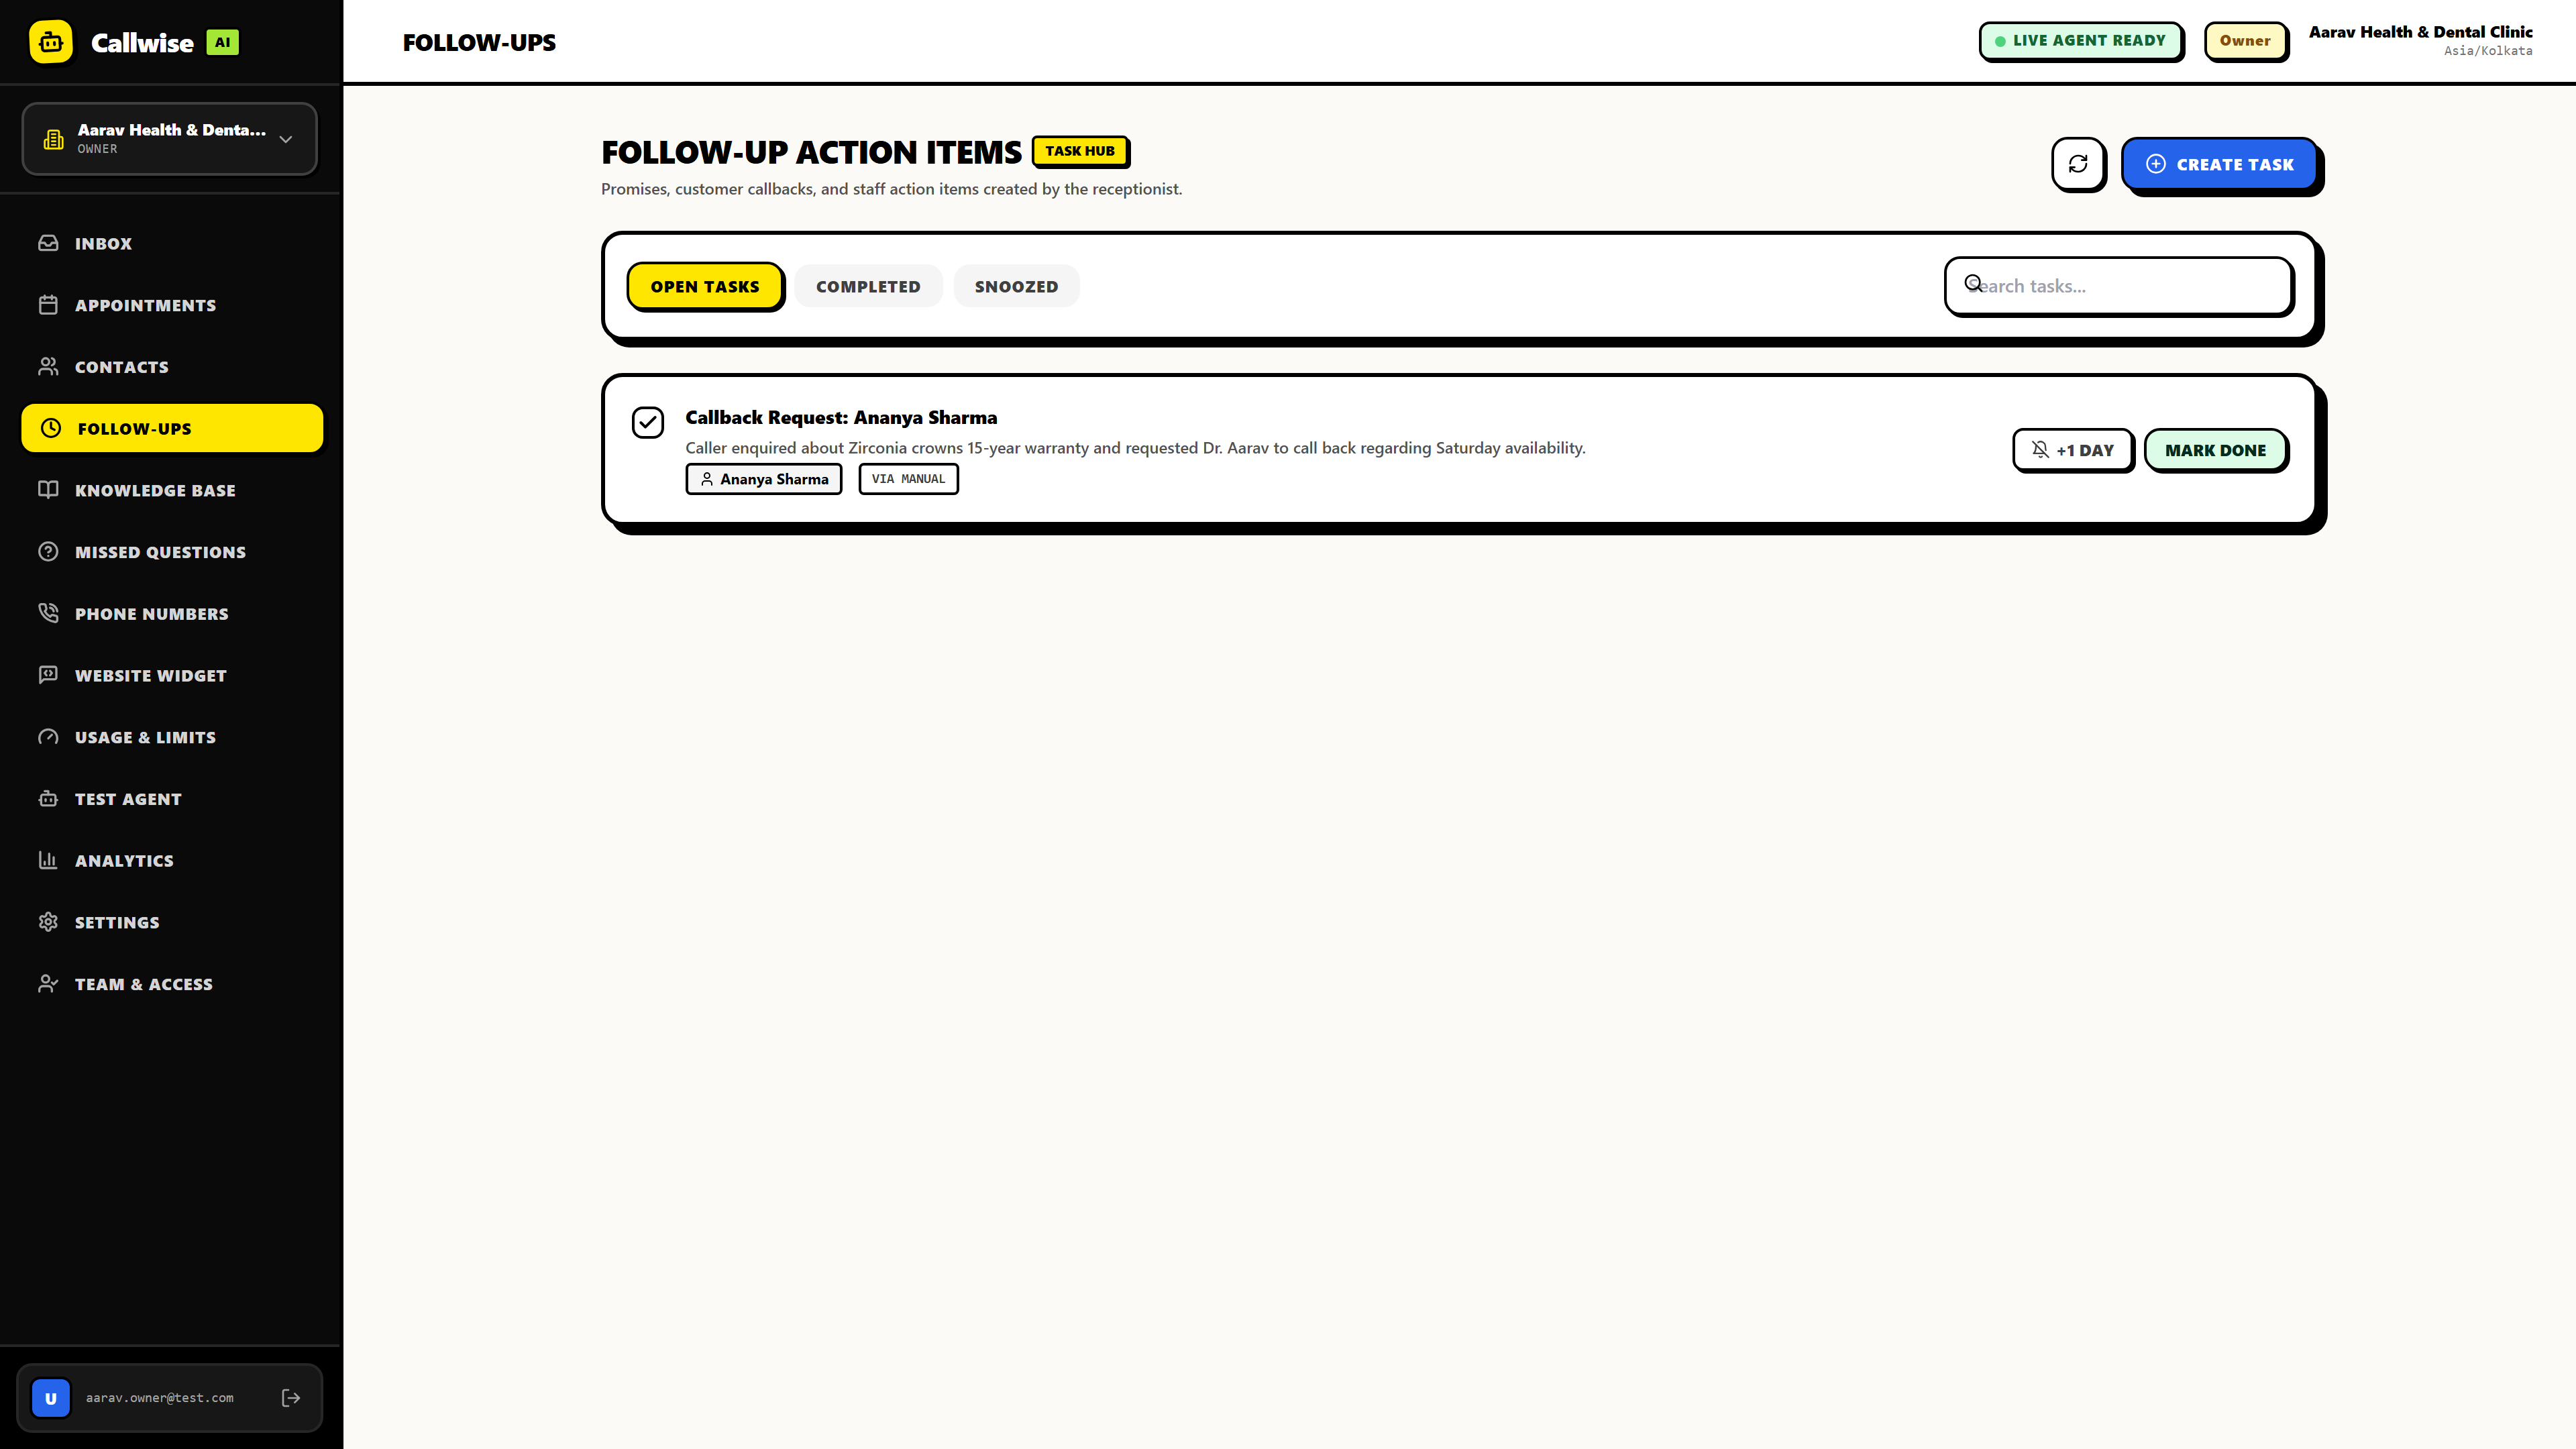 Callwise AI
Aarav Health & Denta...
OWNER
INBOX
APPOINTMENTS
CONTACTS
FOLLOW-UPS
KNOWLEDGE BASE
MISSED QUESTIONS
PHONE NUMBERS
WEBSITE WIDGET
USAGE & LIMITS
TEST AGENT
ANALYTICS
SETTINGS
TEAM & ACCESS
U aarav.owner@test.com
FOLLOW-UPS
LIVE AGENT READY
Owner
Aarav Health & Dental Clinic
Asia/Kolkata
FOLLOW-UP ACTION ITEMS TASK HUB
Promises, customer callbacks, and staff action items created by the receptionist.
CREATE TASK
OPEN TASKS COMPLETED SNOOZED
Search tasks...
Callback Request: Ananya Sharma
Caller enquired about Zirconia crowns 15-year warranty and requested Dr. Aarav to call back regarding Saturday availability.
Ananya Sharma VIA MANUAL
+1 DAY MARK DONE